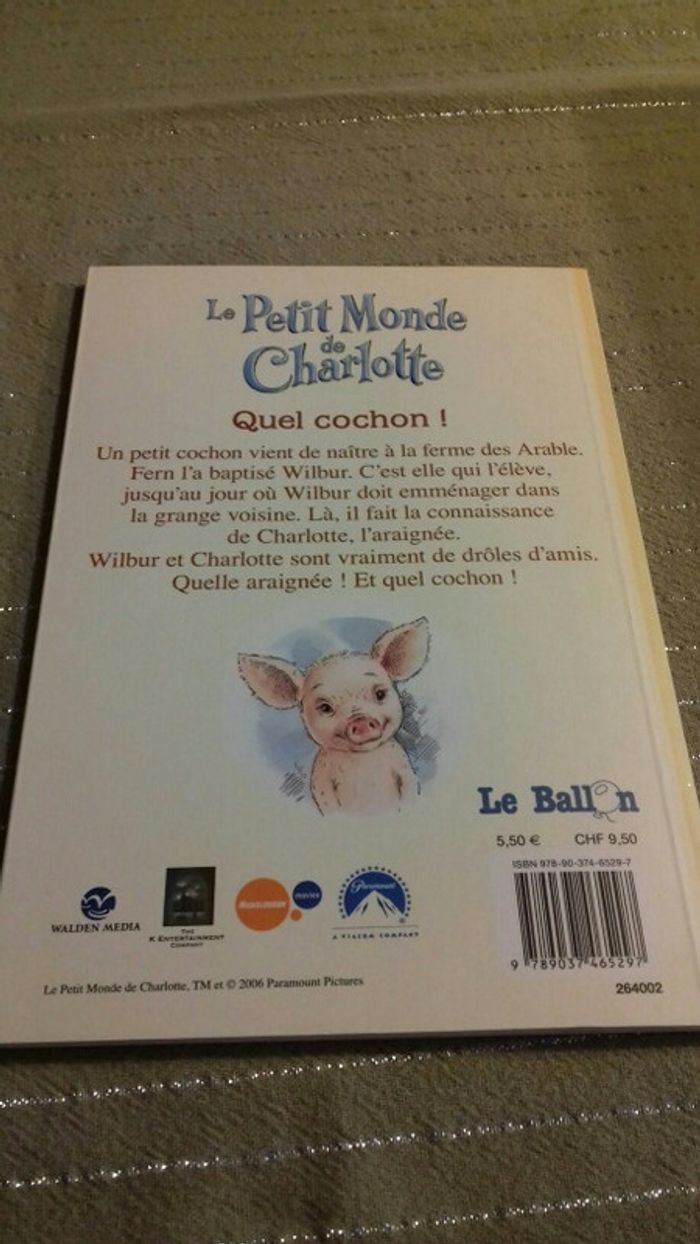 Le Petit Monde
de
Charlotte
Quel cochon !
Un petit cochon vient de naître à la ferme des Arable.
Fern l'a baptisé Wilbur. C'est elle qui l'élève,
jusqu'au jour où Wilbur doit emménager dans
la grange voisine. Là, il fait la connaissance
de Charlotte, l'araignée.
Wilbur et Charlotte sont vraiment de drôles d'amis.
Quelle araignée ! Et quel cochon !
Le Ballon
5,50 € CHF 9,50
ISBN 978-90-374-6529-7
9 789037 465297
264002
WALDEN MEDIA
THE
K ENTERTAINMENT
COMPANY
NICKELODEON
movies
Paramount
A VIACOM COMPANY
Le Petit Monde de Charlotte, TM et © 2006 Paramount Pictures